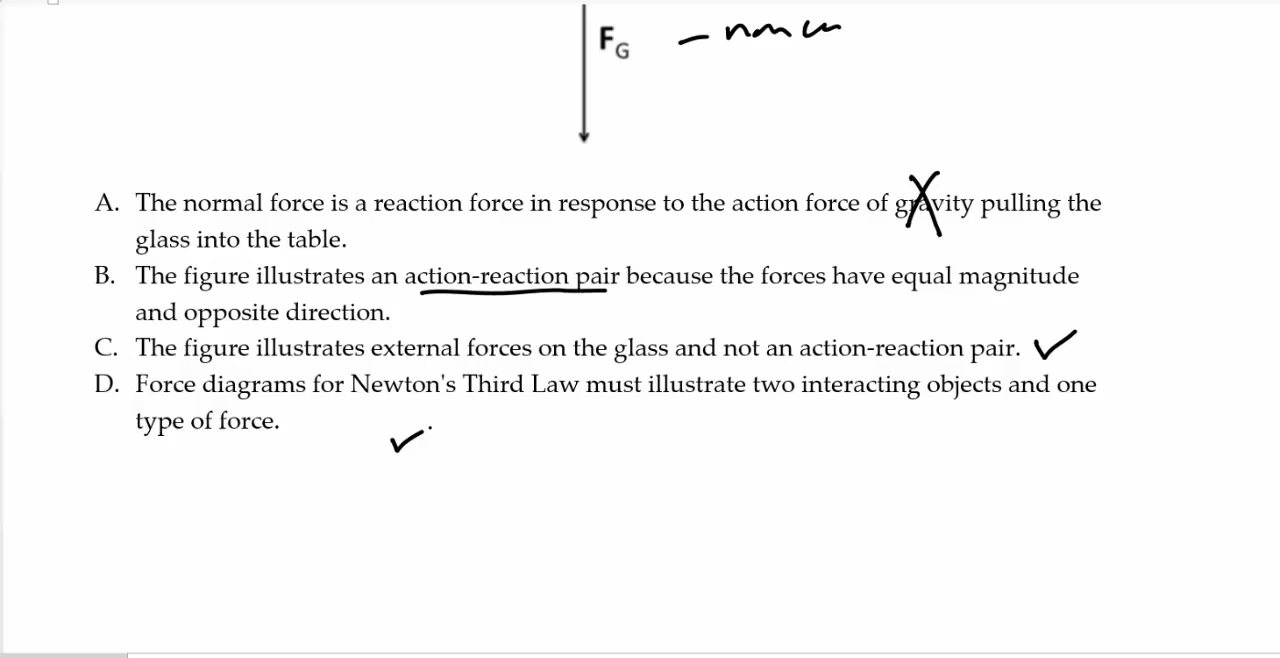 F_G
A. The normal force is a reaction force in response to the action force of gravity pulling the
glass into the table.
B. The figure illustrates an action-reaction pair because the forces have equal magnitude
and opposite direction.
C. The figure illustrates external forces on the glass and not an action-reaction pair. ✓
D. Force diagrams for Newton's Third Law must illustrate two interacting objects and one
type of force.
✓